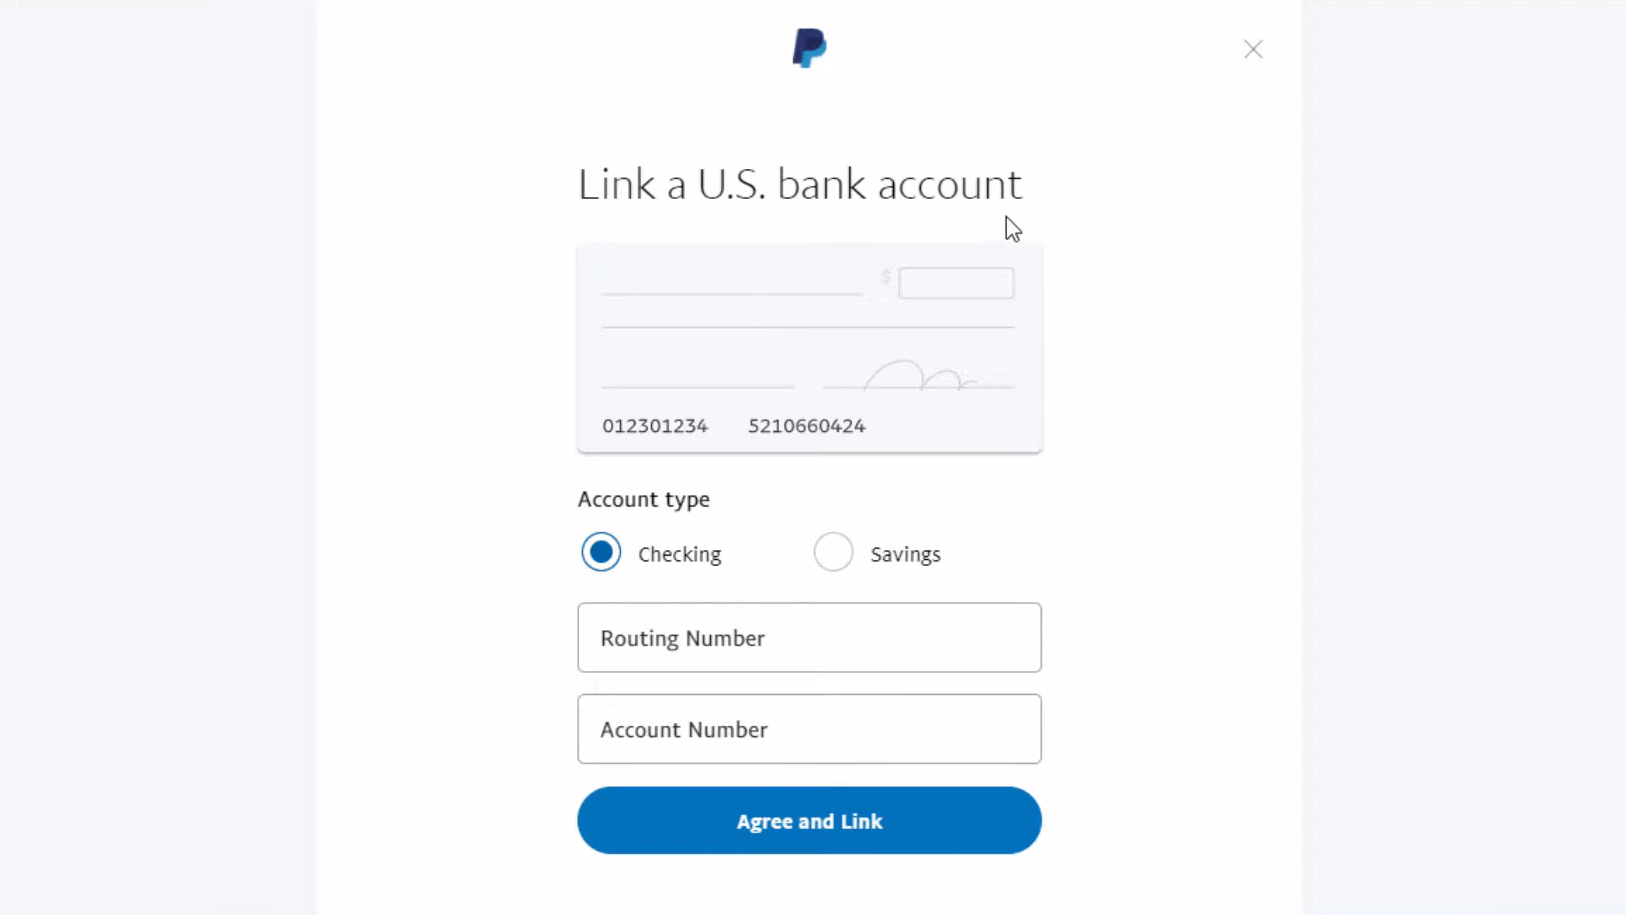 Link a U.S. bank account
$
012301234 5210660424
Account type
Checking Savings
Routing Number
Account Number
Agree and Link